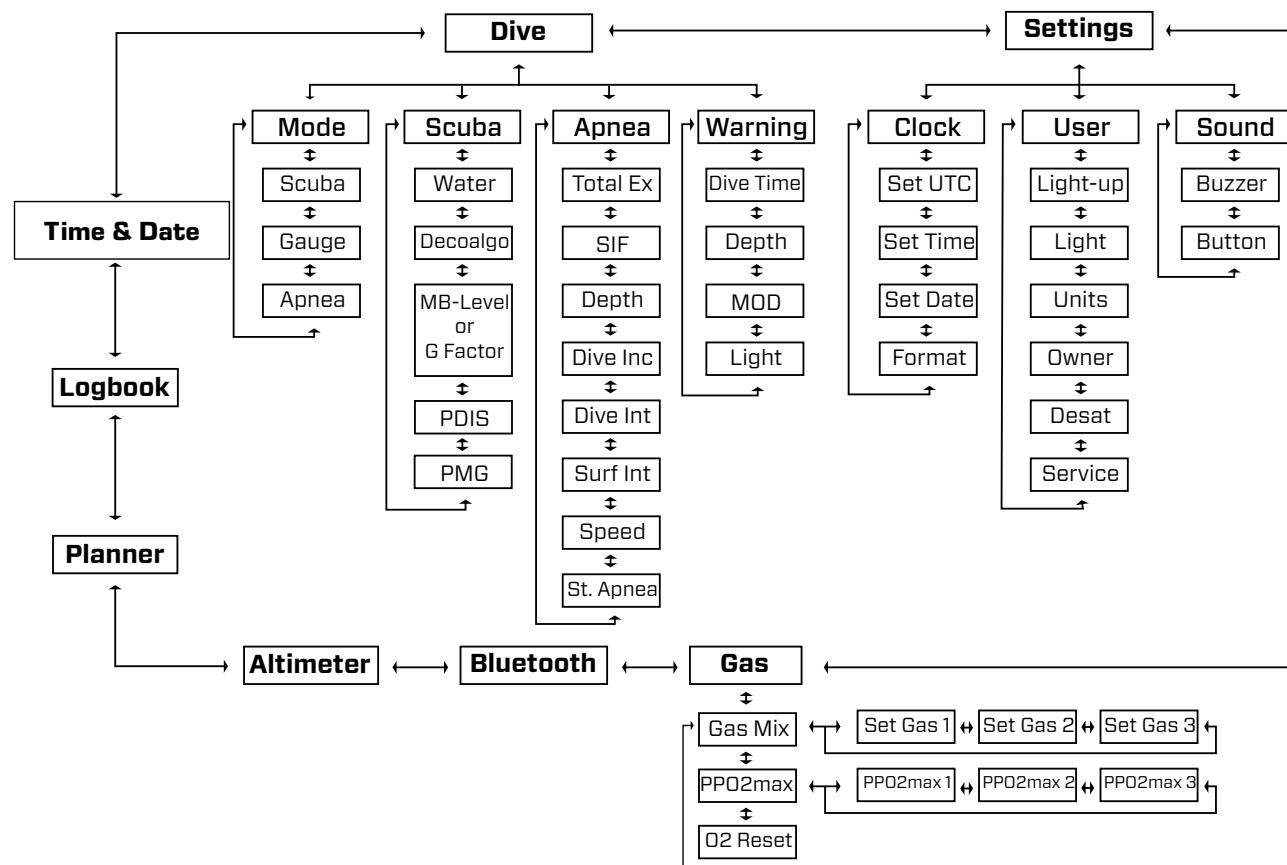 Dive
Settings
Mode
Scuba
Apnea
Warning
Clock
User
Sound
Scuba
Water
Total Ex
Dive Time
Set UTC
Light-up
Buzzer
Time & Date
Gauge
Decoalgo
SIF
Depth
Set Time
Light
Button
Apnea
MB-Level
or
G Factor
Depth
MOD
Set Date
Units
Dive Inc
Light
Format
Owner
Logbook
PDIS
Dive Int
Desat
PMG
Surf Int
Service
Speed
Planner
St. Apnea
Altimeter
Bluetooth
Gas
Gas Mix
Set Gas 1
Set Gas 2
Set Gas 3
PPO2max
PPO2max 1
PPO2max 2
PPO2max 3
O2 Reset